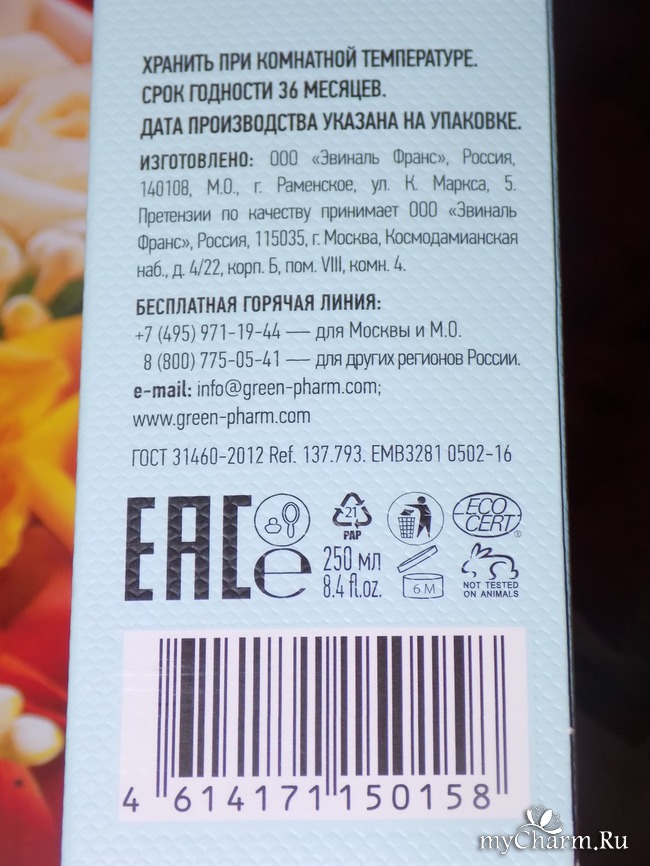 ХРАНИТЬ ПРИ КОМНАТНОЙ ТЕМПЕРАТУРЕ.
СРОК ГОДНОСТИ 36 МЕСЯЦЕВ.
ДАТА ПРОИЗВОДСТВА УКАЗАНА НА УПАКОВКЕ.
ИЗГОТОВЛЕНО: ООО «Эвиналь Франс», Россия,
140108, М.О., г. Раменское, ул. К. Маркса, 5.
Претензии по качеству принимает ООО «Эвиналь
Франс», Россия, 115035, г. Москва, Космодамианская
наб., д. 4/22, корп. Б, пом. VIII, комн. 4.
БЕСПЛАТНАЯ ГОРЯЧАЯ ЛИНИЯ:
+7 (495) 971-19-44 — для Москвы и М.О.
8 (800) 775-05-41 — для других регионов России.
e-mail: info@green-pharm.com;
www.green-pharm.com
ГОСТ 31460-2012 Ref. 137.793. EMB3281 0502-16
EAC
21
PAP
ECO
CERT®
e
250 мл
8.4 fl.oz.
6 M
NOT TESTED
ON ANIMALS
4 614171 150158
myCharm.Ru